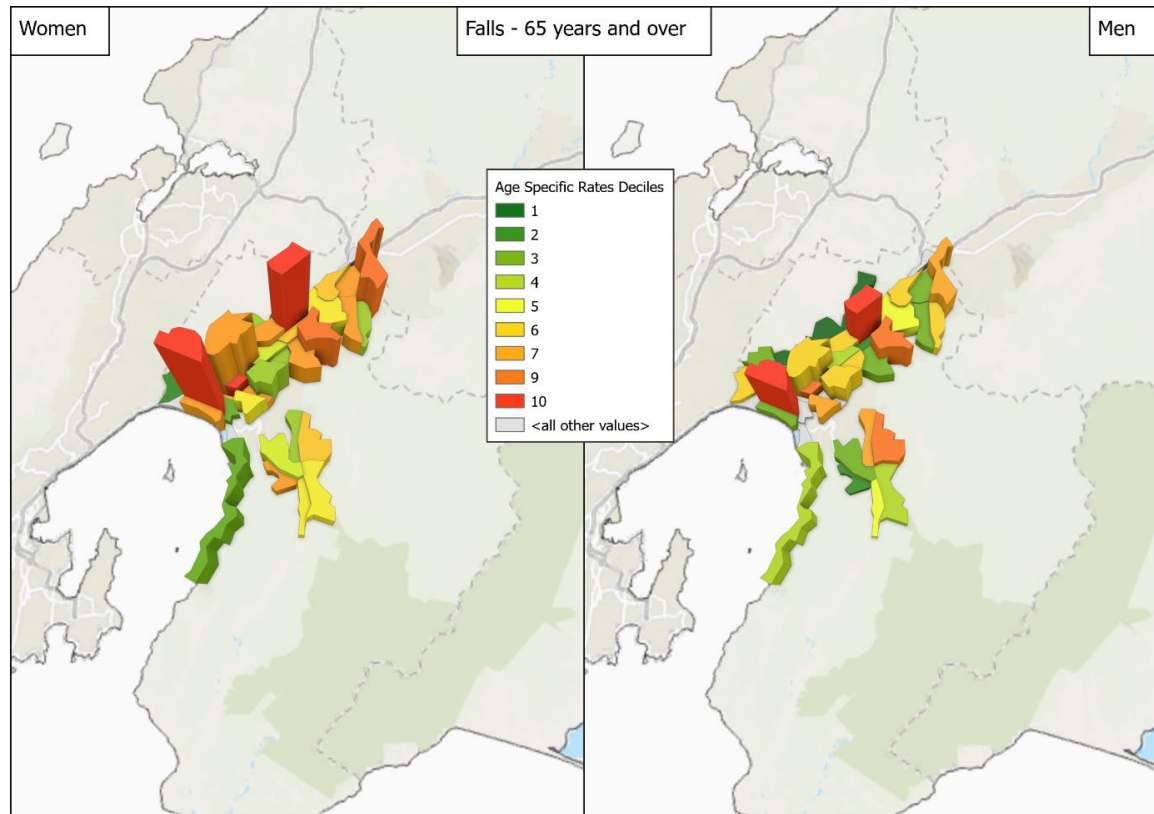 Women
Falls - 65 years and over
Men
Age Specific Rates Deciles
1
2
3
4
5
6
7
9
10
<all other values>